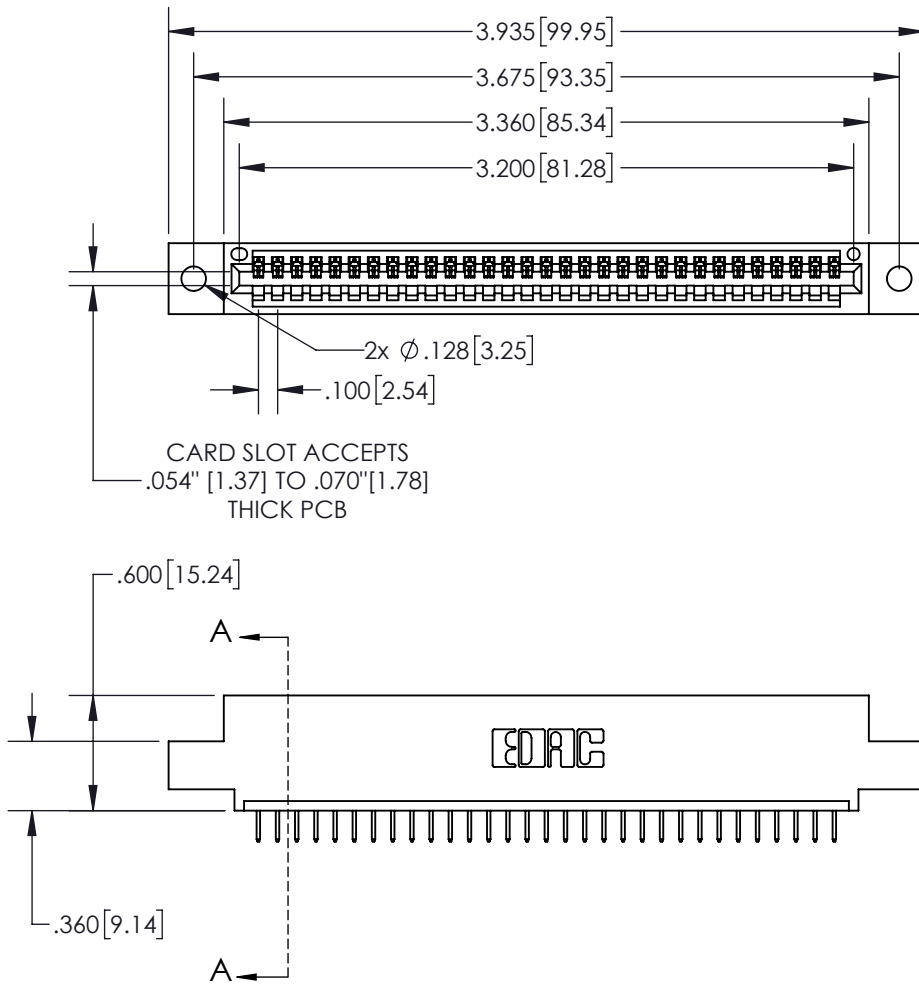 3.935[99.95]
3.675[93.35]
3.360[85.34]
3.200[81.28]
2x Ø.128[3.25]
.100[2.54]
CARD SLOT ACCEPTS
.054" [1.37] TO .070"[1.78]
THICK PCB
.600[15.24]
A
EDAC
.360[9.14]
A